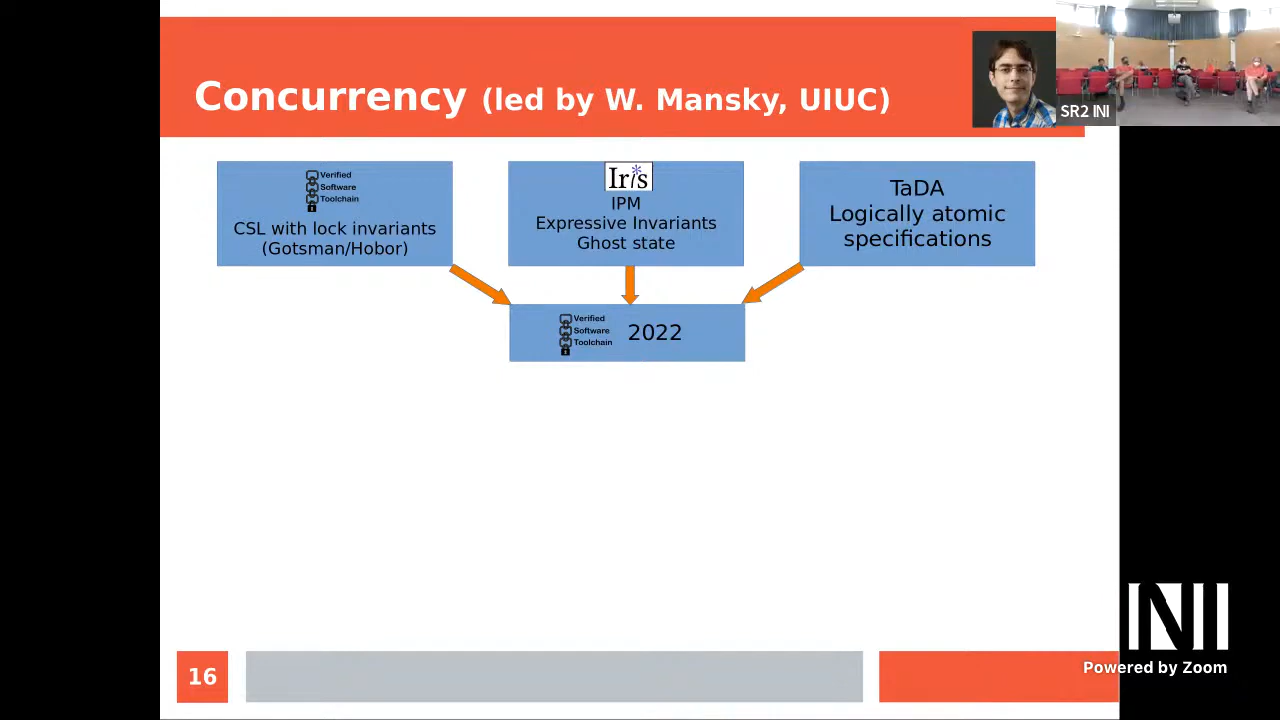 Concurrency (led by W. Mansky, UIUC)
SR2 INI
Verified
Software
Toolchain
CSL with lock invariants
(Gotsman/Hobor)
Iris
IPM
Expressive Invariants
Ghost state
TaDA
Logically atomic
specifications
Verified
Software
Toolchain
2022
16
NI
Powered by Zoom